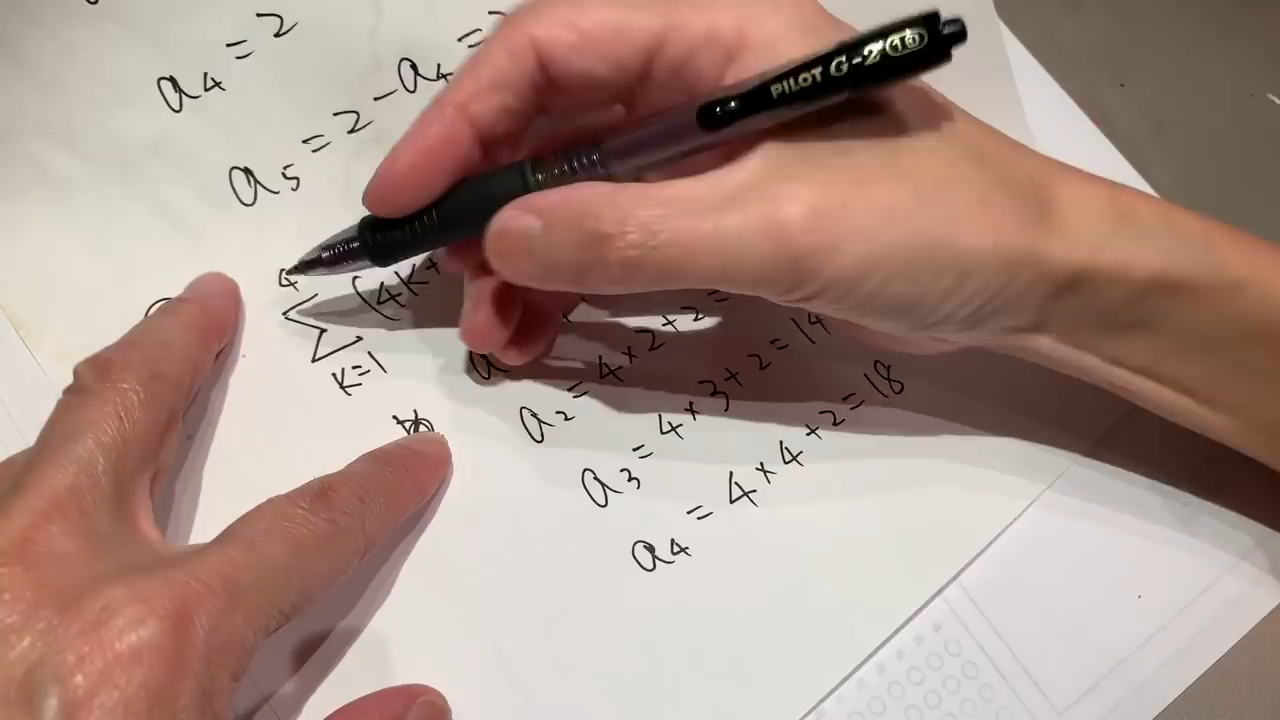 a₄ = 2
a₅ = 2 - a₄ =
4
∑ (4K+
K=1
a
a₂ = 4×2+2 =
a₃ = 4×3+2 = 14
a₄ = 4×4+2 = 18
PILOT G-2 10